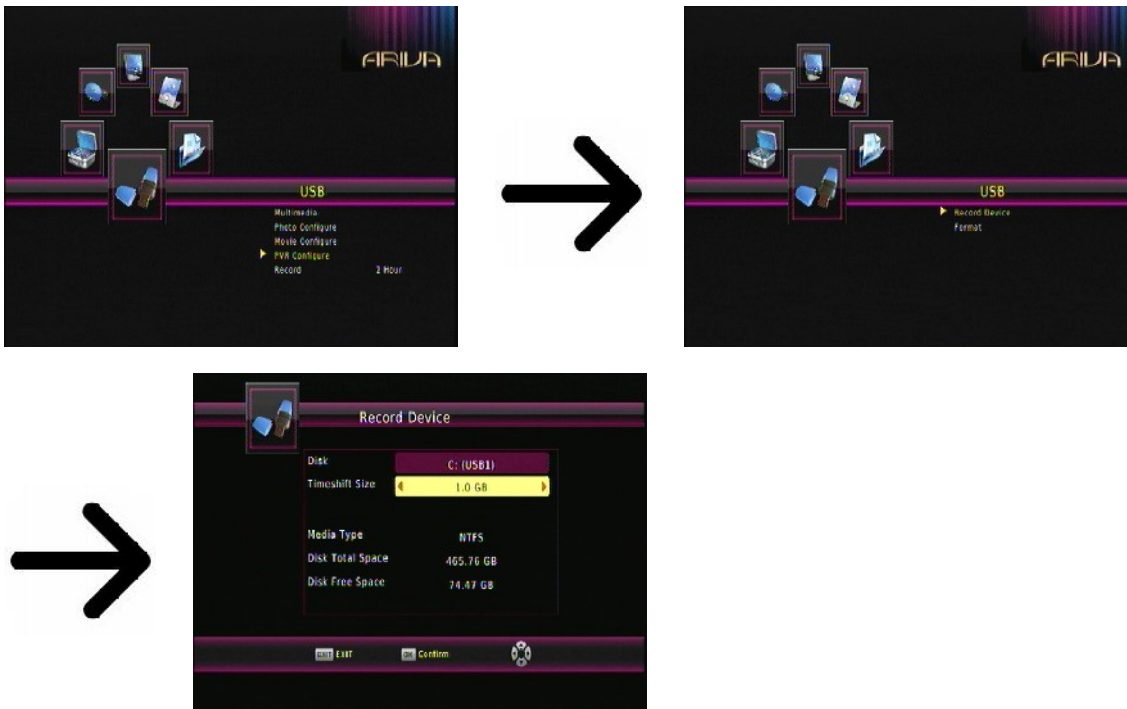 ARIVA
USB
Multimedia
Photo Configure
Movie Configure
PVR Configure
Record 2 Hour
ARIVA
USB
Record Device
Format
Record Device
Disk C: (USB1)
Timeshift Size 1.0 GB
Media Type NTFS
Disk Total Space 465.76 GB
Disk Free Space 74.47 GB
EXIT EXIT OK Confirm